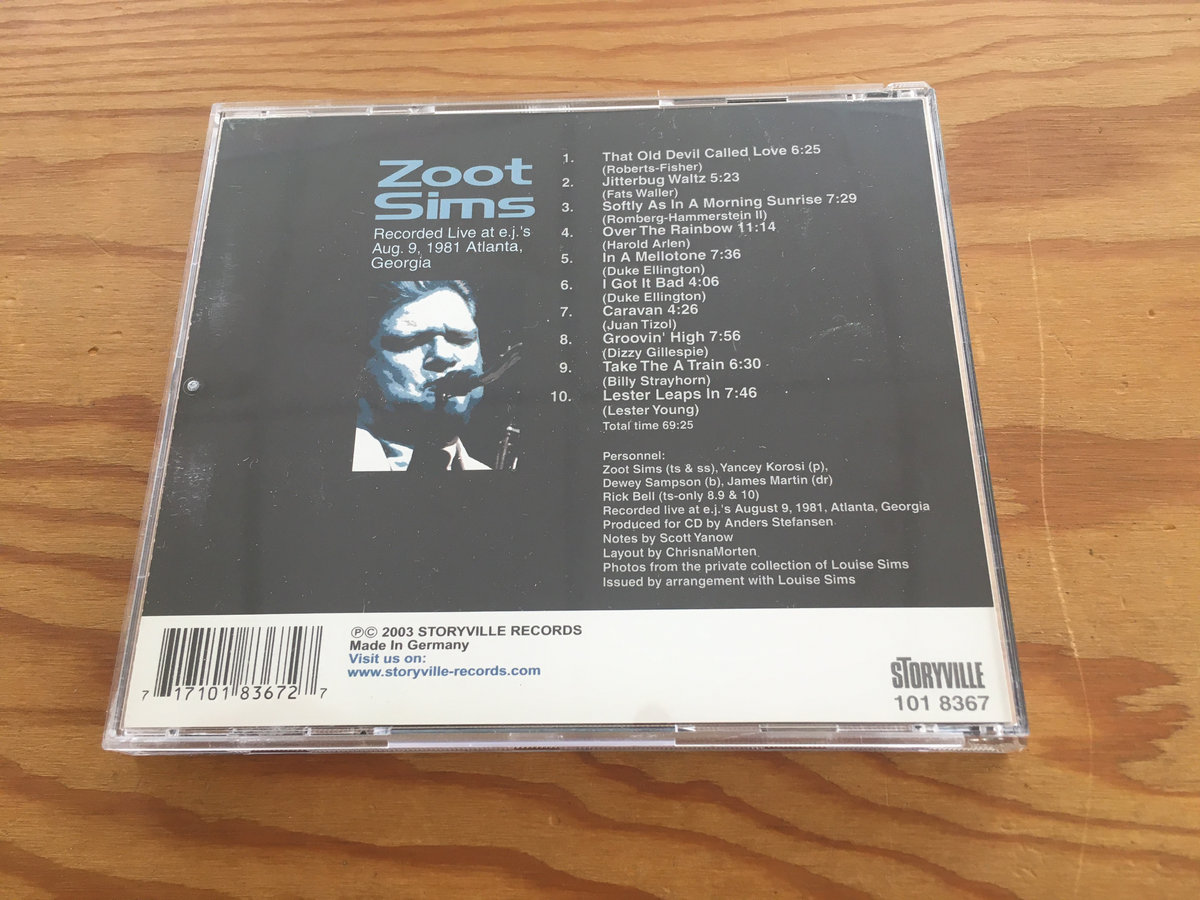 Zoot
Sims
Recorded Live at e.j.'s
Aug. 9, 1981 Atlanta,
Georgia
1. That Old Devil Called Love 6:25
(Roberts-Fisher)
2. Jitterbug Waltz 5:23
(Fats Waller)
3. Softly As In A Morning Sunrise 7:29
(Romberg-Hammerstein II)
4. Over The Rainbow 11:14
(Harold Arlen)
5. In A Mellotone 7:36
(Duke Ellington)
6. I Got It Bad 4:06
(Duke Ellington)
7. Caravan 4:26
(Juan Tizol)
8. Groovin' High 7:56
(Dizzy Gillespie)
9. Take The A Train 6:30
(Billy Strayhorn)
10. Lester Leaps In 7:46
(Lester Young)
Total time 69:25
Personnel:
Zoot Sims (ts & ss), Yancey Korosi (p),
Dewey Sampson (b), James Martin (dr)
Rick Bell (ts-only 8.9 & 10)
Recorded live at e.j.'s August 9, 1981, Atlanta, Georgia
Produced for CD by Anders Stefansen
Notes by Scott Yanow
Layout by ChrisnaMorten
Photos from the private collection of Louise Sims
Issued by arrangement with Louise Sims
7 17101 83672 7
℗© 2003 STORYVILLE RECORDS
Made In Germany
Visit us on:
www.storyville-records.com
STORYVILLE
101 8367